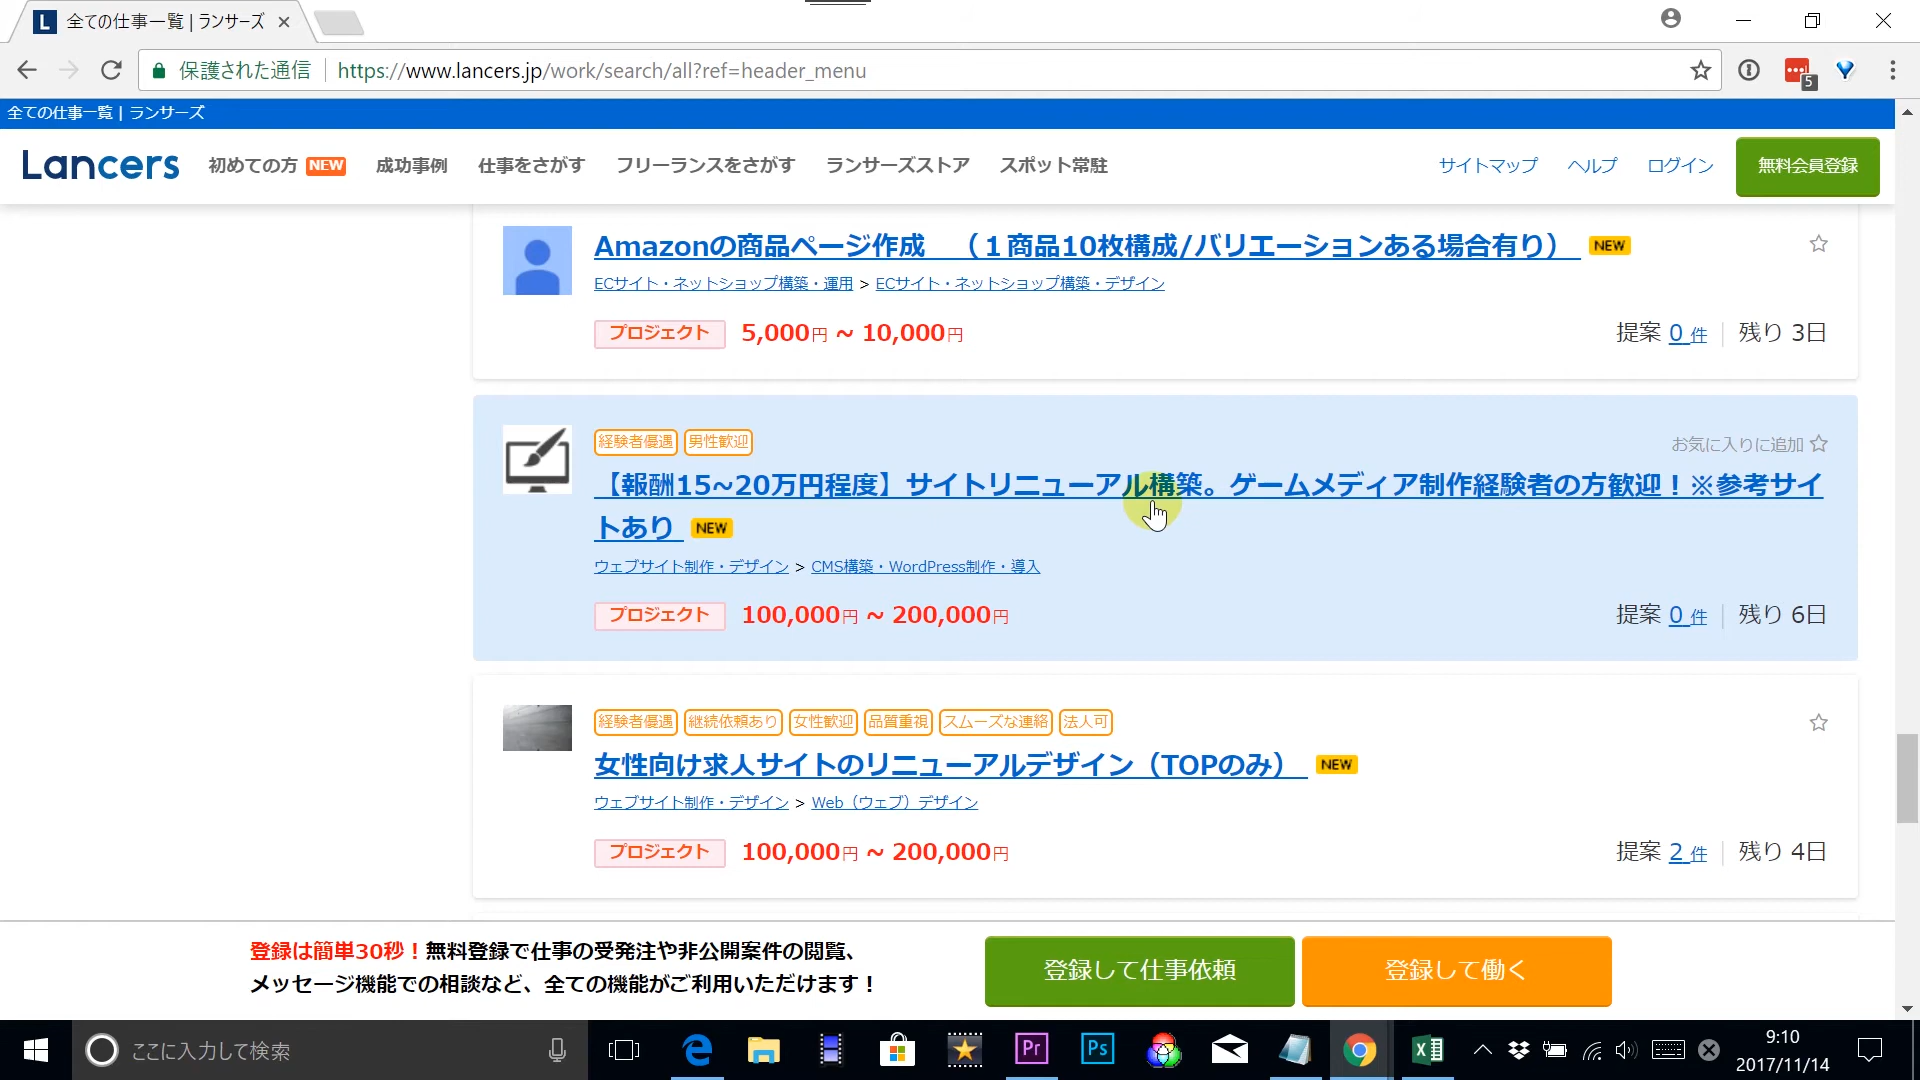 全ての仕事一覧 | ランサーズ
保護された通信 https://www.lancers.jp/work/search/all?ref=header_menu
5
全ての仕事一覧 | ランサーズ
Lancers 初めての方 NEW 成功事例 仕事をさがす フリーランスをさがす ランサーズストア スポット常駐 サイトマップ ヘルプ ログイン 無料会員登録
Amazonの商品ページ作成 （１商品10枚構成/バリエーションある場合有り） NEW
ECサイト・ネットショップ構築・運用 > ECサイト・ネットショップ構築・デザイン
プロジェクト 5,000円 ~ 10,000円 提案 0 件 残り 3日
経験者優遇 男性歓迎 お気に入りに追加
【報酬15~20万円程度】サイトリニューアル構築。ゲームメディア制作経験者の方歓迎！※参考サイ
トあり NEW
ウェブサイト制作・デザイン > CMS構築・WordPress制作・導入
プロジェクト 100,000円 ~ 200,000円 提案 0 件 残り 6日
経験者優遇 継続依頼あり 女性歓迎 品質重視 スムーズな連絡 法人可
女性向け求人サイトのリニューアルデザイン（TOPのみ） NEW
ウェブサイト制作・デザイン > Web（ウェブ）デザイン
プロジェクト 100,000円 ~ 200,000円 提案 2 件 残り 4日
登録は簡単30秒！無料登録で仕事の受発注や非公開案件の閲覧、
メッセージ機能での相談など、全ての機能がご利用いただけます！
登録して仕事依頼 登録して働く
ここに入力して検索 Pr Ps 9:10
2017/11/14